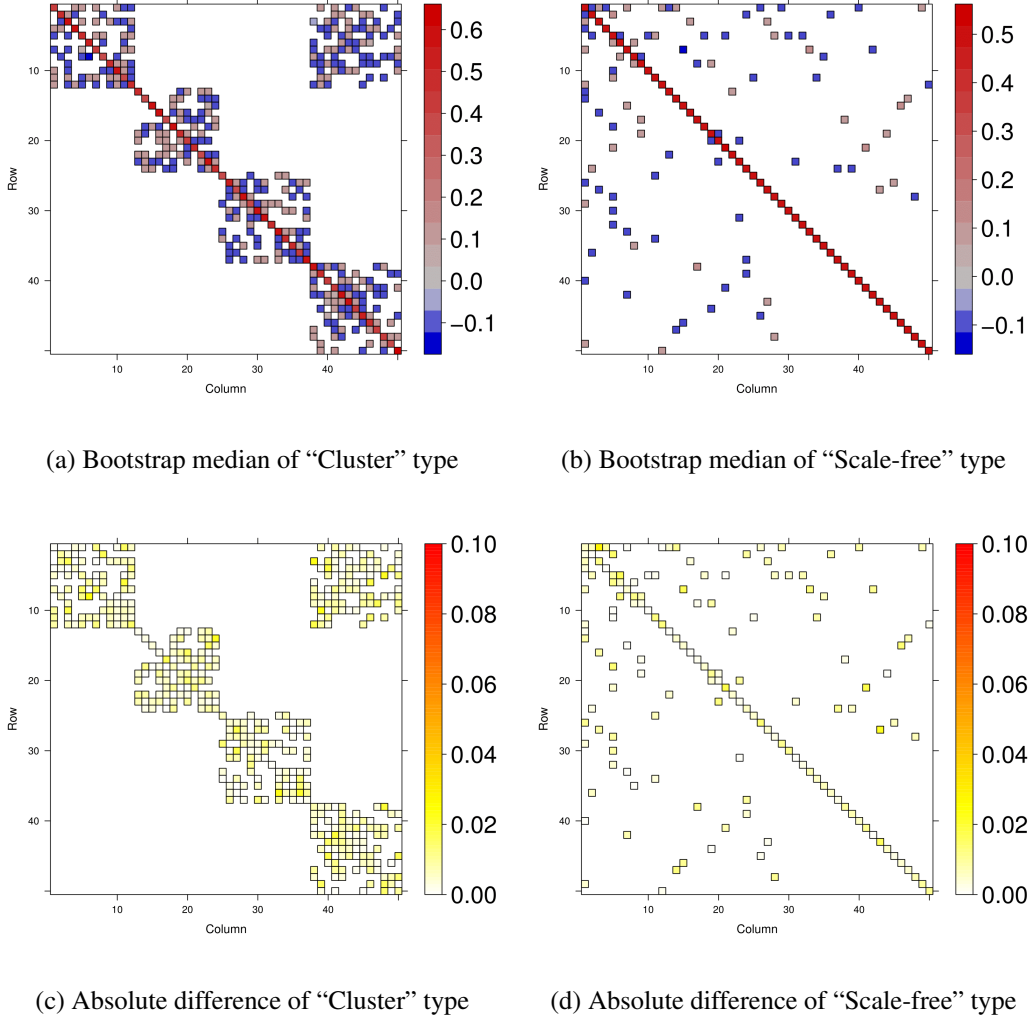 10
20
30
40
Row
10 20 30 40
Column
0.6
0.5
0.4
0.3
0.2
0.1
0.0
−0.1
(a) Bootstrap median of “Cluster” type
10
20
30
40
Row
10 20 30 40
Column
0.5
0.4
0.3
0.2
0.1
0.0
−0.1
(b) Bootstrap median of “Scale-free” type
10
20
30
40
Row
10 20 30 40
Column
0.10
0.08
0.06
0.04
0.02
0.00
(c) Absolute difference of “Cluster” type
10
20
30
40
Row
10 20 30 40
Column
0.10
0.08
0.06
0.04
0.02
0.00
(d) Absolute difference of “Scale-free” type